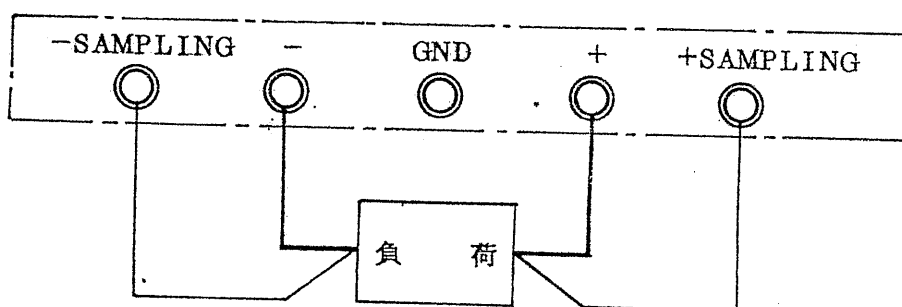 -SAMPLING - GND + +SAMPLING
負荷